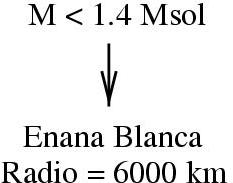 M < 1.4 Msol
Enana Blanca
Radio = 6000 km